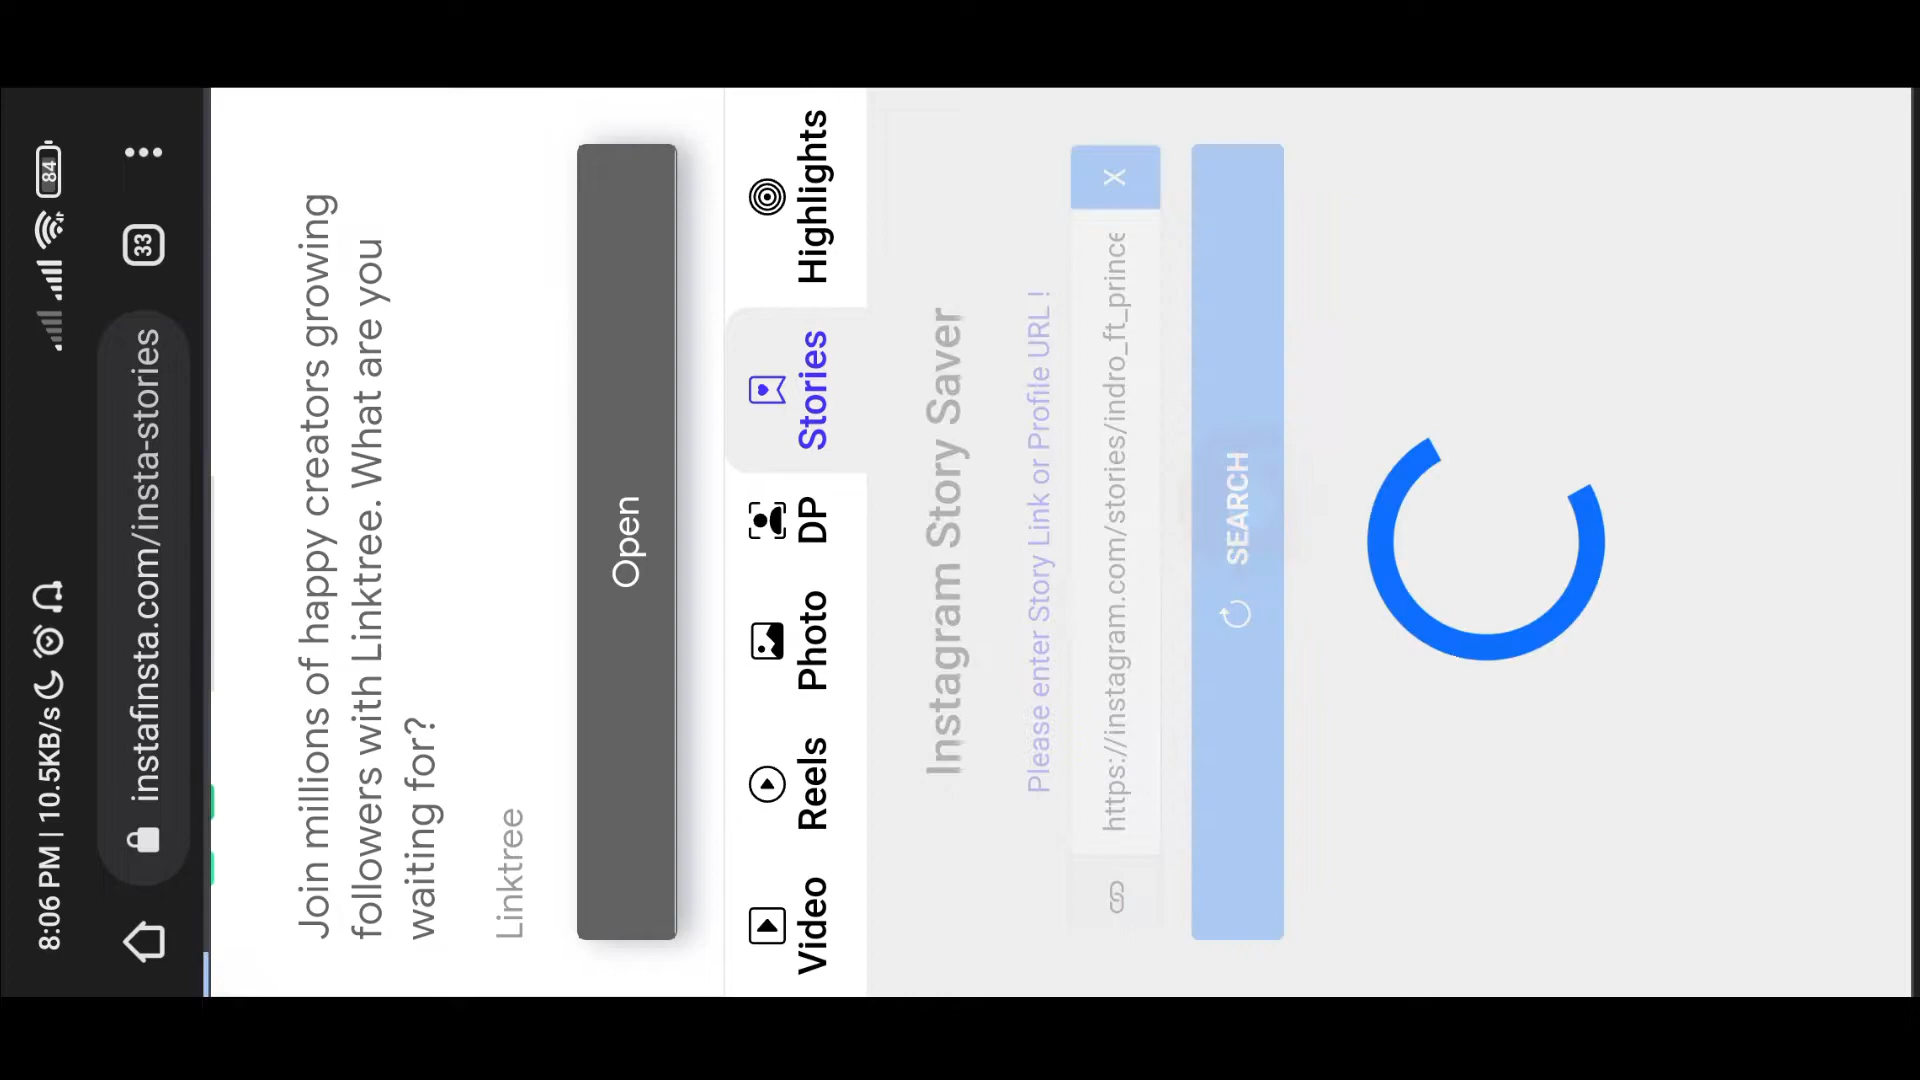 8:06 PM | 10.5KB/s
84
instafinsta.com/insta-stories
33
Join millions of happy creators growing
followers with Linktree. What are you
waiting for?
Linktree
Open
Video
Reels
Photo
DP
Stories
Highlights
Instagram Story Saver
Please enter Story Link or Profile URL !
https://instagram.com/stories/indro_ft_prince
X
SEARCH